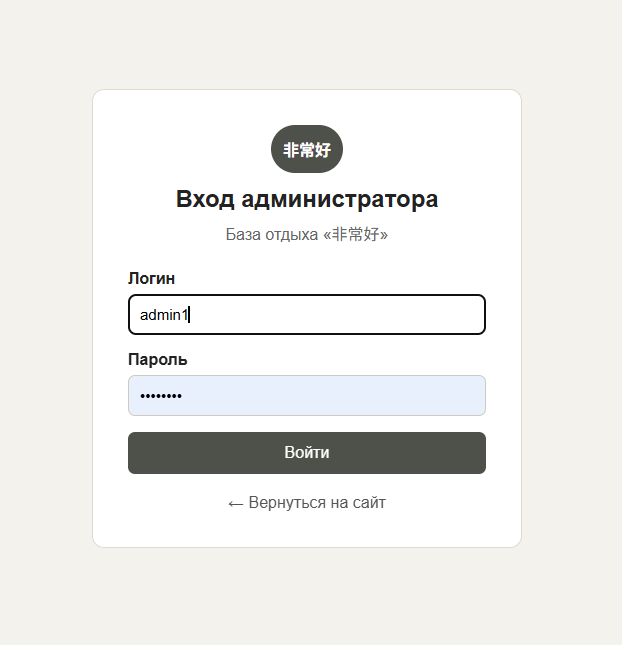 非常好
Вход администратора
База отдыха «非常好»
Логин
admin1
Пароль
••••••••
Войти
← Вернуться на сайт